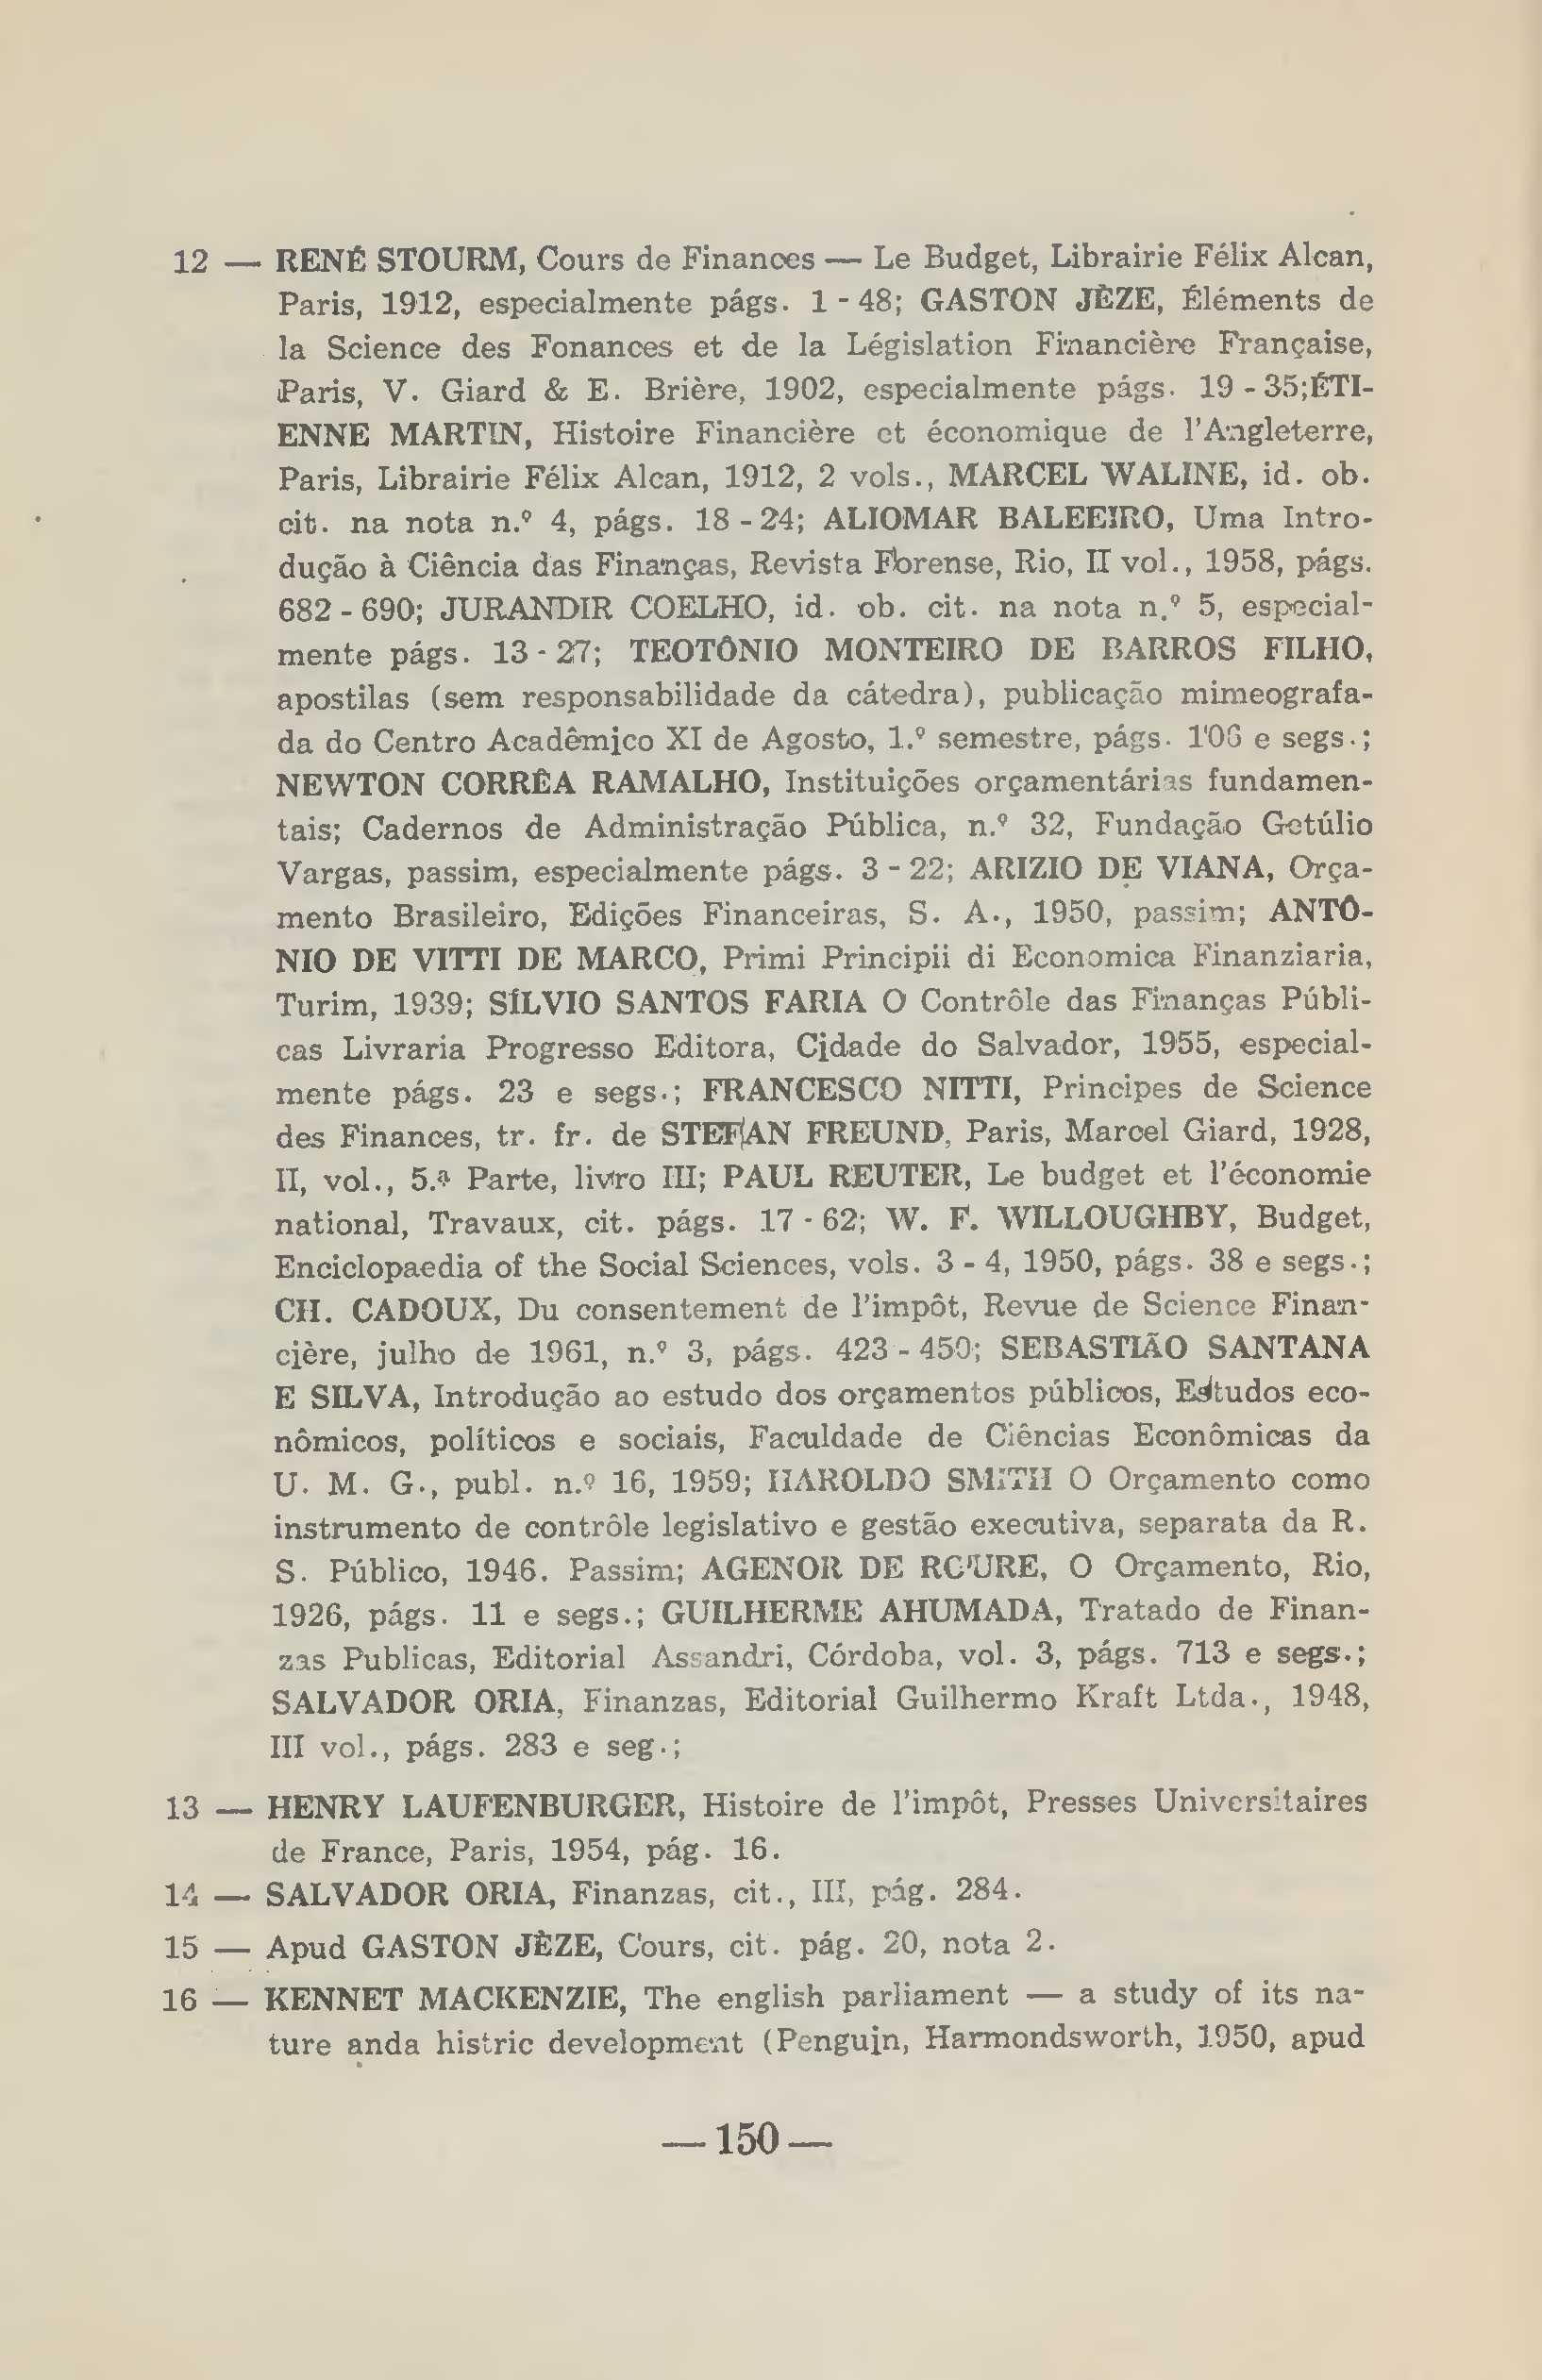 12 — RENÉ STOURM, Cours de Finances — Le Budget, Librairie Félix Alcan,
Paris, 1912, especialmente págs. 1 - 48; GASTON JÈZE, Éléments de
la Science des Fonances et de la Législation Financière Française,
Paris, V. Giard & E. Brière, 1902, especialmente págs. 19 - 35;ÉTI-
ENNE MARTIN, Histoire Financière et économique de l'Angleterre,
Paris, Librairie Félix Alcan, 1912, 2 vols., MARCEL WALINE, id. ob.
cit. na nota n.º 4, págs. 18 - 24; ALIOMAR BALEEIRO, Uma Intro-
dução à Ciência das Finanças, Revista Forense, Rio, II vol., 1958, págs.
682 - 690; JURANDIR COELHO, id. ob. cit. na nota n.º 5, especial-
mente págs. 13 - 27; TEOTÔNIO MONTEIRO DE BARROS FILHO,
apostilas (sem responsabilidade da cátedra), publicação mimeografa-
da do Centro Acadêmico XI de Agosto, 1.º semestre, págs. 106 e segs.;
NEWTON CORRÊA RAMALHO, Instituições orçamentárias fundamen-
tais; Cadernos de Administração Pública, n.º 32, Fundação Getúlio
Vargas, passim, especialmente págs. 3 - 22; ARIZIO DE VIANA, Orça-
mento Brasileiro, Edições Financeiras, S. A., 1950, passim; ANTÔ-
NIO DE VITTI DE MARCO, Primi Principii di Economica Finanziaria,
Turim, 1939; SÍLVIO SANTOS FARIA O Contrôle das Finanças Públi-
cas Livraria Progresso Editora, Cidade do Salvador, 1955, especial-
mente págs. 23 e segs.; FRANCESCO NITTI, Principes de Science
des Finances, tr. fr. de STEFAN FREUND, Paris, Marcel Giard, 1928,
II, vol., 5.ª Parte, livro III; PAUL REUTER, Le budget et l'économie
national, Travaux, cit. págs. 17 - 62; W. F. WILLOUGHBY, Budget,
Enciclopaedia of the Social Sciences, vols. 3 - 4, 1950, págs. 38 e segs.;
CH. CADOUX, Du consentement de l'impôt, Revue de Science Finan-
cière, julho de 1961, n.º 3, págs. 423 - 450; SEBASTIÃO SANTANA
E SILVA, Introdução ao estudo dos orçamentos públicos, Estudos eco-
nômicos, políticos e sociais, Faculdade de Ciências Econômicas da
U. M. G., publ. n.º 16, 1959; HAROLDO SMITH O Orçamento como
instrumento de contrôle legislativo e gestão executiva, separata da R.
S. Público, 1946. Passim; AGENOR DE ROURE, O Orçamento, Rio,
1926, págs. 11 e segs.; GUILHERME AHUMADA, Tratado de Finan-
zas Publicas, Editorial Assandri, Córdoba, vol. 3, págs. 713 e segs.;
SALVADOR ORIA, Finanzas, Editorial Guilhermo Kraft Ltda., 1948,
III vol., págs. 283 e seg.;
13 — HENRY LAUFENBURGER, Histoire de l'impôt, Presses Universitaires
de France, Paris, 1954, pág. 16.
14 — SALVADOR ORIA, Finanzas, cit., III, pág. 284.
15 — Apud GASTON JÈZE, Cours, cit. pág. 20, nota 2.
16 — KENNET MACKENZIE, The english parliament — a study of its na-
ture anda histric development (Penguin, Harmondsworth, 1950, apud
— 150 —